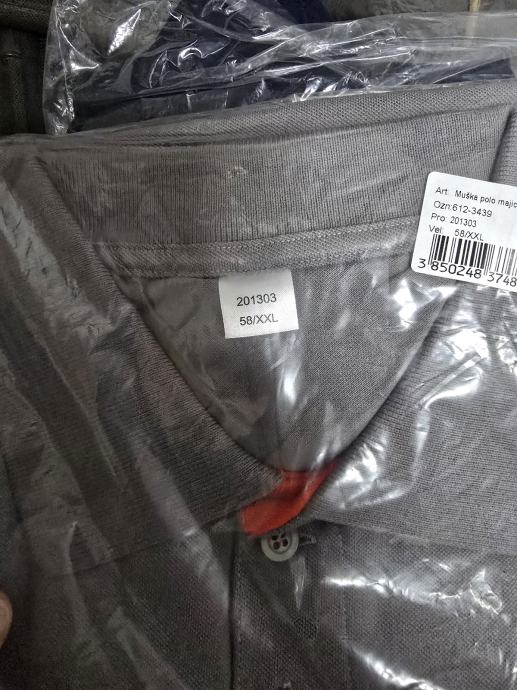 201303
58/XXL
Art: Muška polo majic
Ozn:612-3439
Pro: 201303
Vel: 58/XXL
3 850248 3748